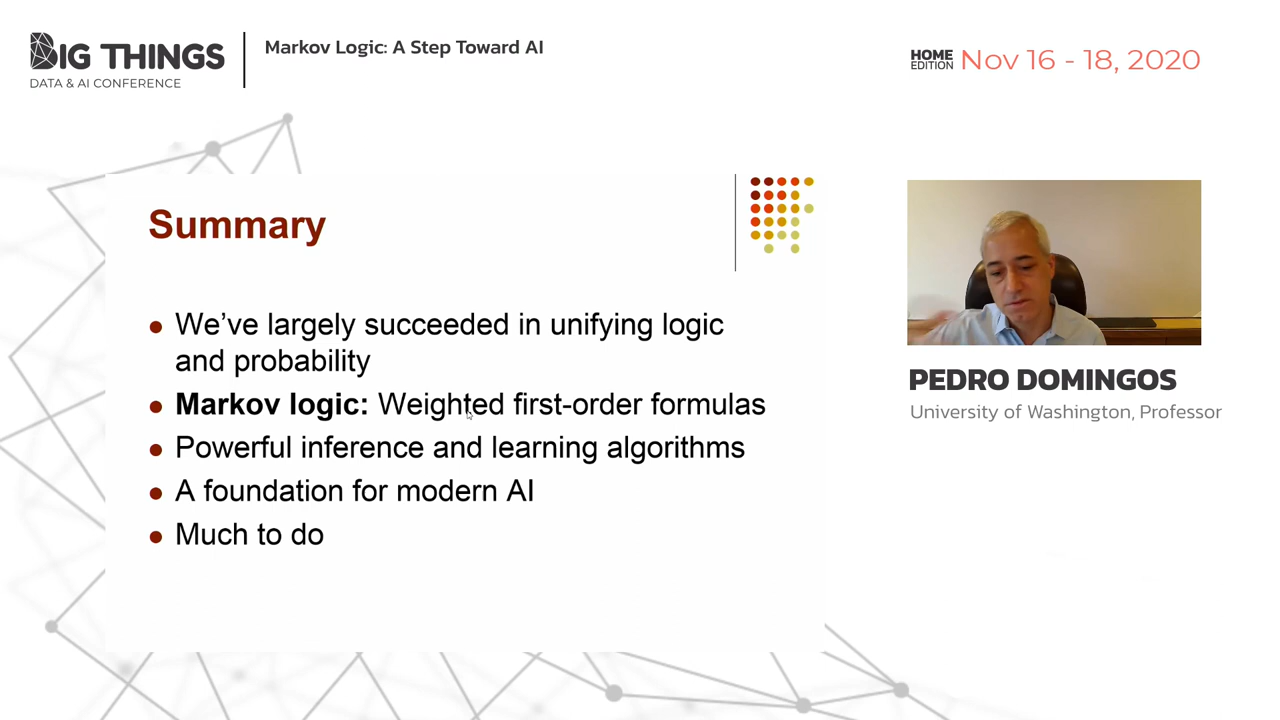 BIG THINGS
DATA & AI CONFERENCE
Markov Logic: A Step Toward AI
HOME
EDITION
Nov 16 - 18, 2020
Summary
• We’ve largely succeeded in unifying logic
and probability
• Markov logic: Weighted first-order formulas
• Powerful inference and learning algorithms
• A foundation for modern AI
• Much to do
PEDRO DOMINGOS
University of Washington, Professor